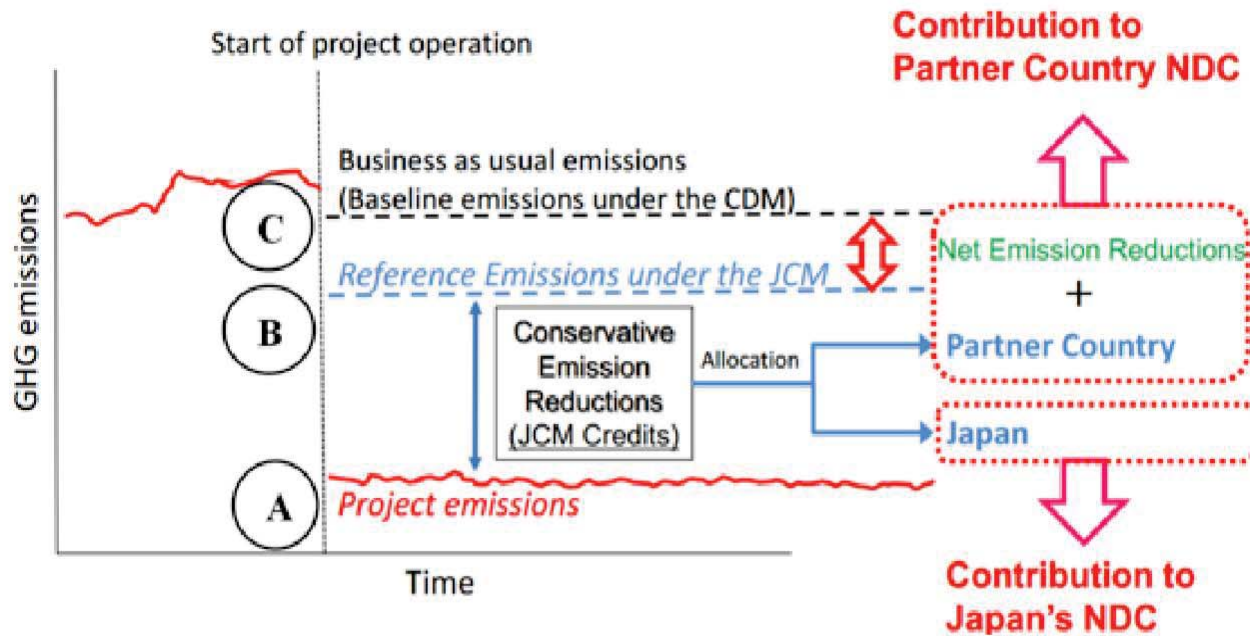 Start of project operation
Contribution to
Partner Country NDC
GHG emissions
Business as usual emissions
(Baseline emissions under the CDM)
C
Reference Emissions under the JCM
Net Emission Reductions
+
B
Conservative
Emission
Reductions
(JCM Credits)
Allocation
Partner Country
Japan
A
Project emissions
Time
Contribution to
Japan's NDC